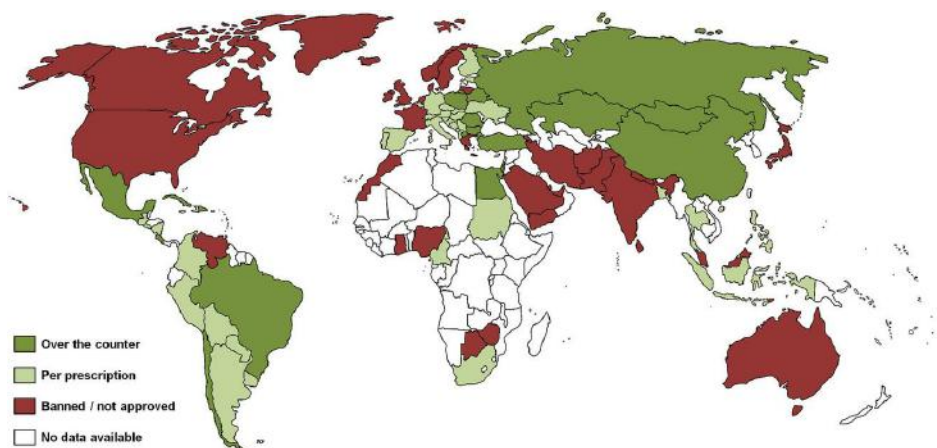 Over the counter
Per prescription
Banned / not approved
No data available